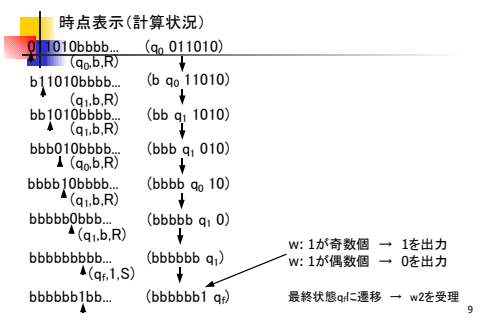 時点表示(計算状況)
011010bbbb... (q0 011010)
(q0,b,R)
b11010bbbb... (b q0 11010)
(q1,b,R)
bb1010bbbb... (bb q1 1010)
(q1,b,R)
bbb010bbbb... (bbb q1 010)
(q0,b,R)
bbbb10bbbb... (bbbb q0 10)
(q1,b,R)
bbbbb0bbb... (bbbbb q1 0)
(q1,b,R)
bbbbbbbbb... (bbbbbb q1)
(qf,1,S)
w: 1が奇数個 → 1を出力
w: 1が偶数個 → 0を出力
bbbbbb1bb... (bbbbbb1 qf)
最終状態qfに遷移 → w2を受理
9